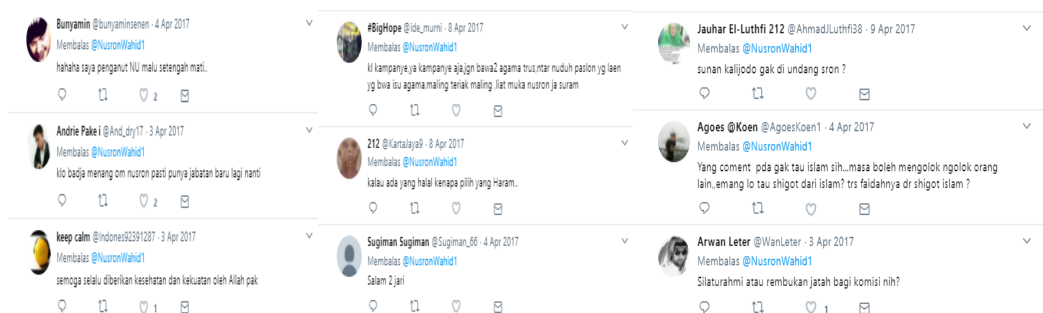 Bunyamin @bunyaminsenen · 4 Apr 2017
Membalas @NusronWahid1
hahaha saya penganut NU malu setengah mati..
2
Andrie Pake i @And_dry17 · 3 Apr 2017
Membalas @NusronWahid1
klo badja menang om nusron pasti punya jabatan baru lagi nanti
2
keep calm @Indones92391287 · 3 Apr 2017
Membalas @NusronWahid1
semoga selalu diberikan kesehatan dan kekuatan oleh Allah pak
1
#BigHope @ide_murni · 8 Apr 2017
Membalas @NusronWahid1
kl kampanye,ya kampanye aja,jgn bawa2 agama trus,ntar nuduh paslon yg laen
yg bwa isu agama,maling teriak maling ,liat muka nusron ja suram
212 @KartaJaya9 · 8 Apr 2017
Membalas @NusronWahid1
kalau ada yang halal kenapa pilih yang Haram..
Sugiman Sugiman @Sugiman_66 · 4 Apr 2017
Membalas @NusronWahid1
Salam 2 jari
Jauhar El-Luthfi 212 @AhmadJLuthfi38 · 9 Apr 2017
Membalas @NusronWahid1
sunan kalijodo gak di undang sron ?
Agoes @Koen @AgoesKoen1 · 4 Apr 2017
Membalas @NusronWahid1
Yang coment pda gak tau islam sih...masa boleh mengolok ngolok orang
lain,,emang lo tau shigot dari islam? trs faidahnya dr shigot islam ?
Arwan Leter @WanLeter · 3 Apr 2017
Membalas @NusronWahid1
Silaturahmi atau rembukan jatah bagi komisi nih?
1